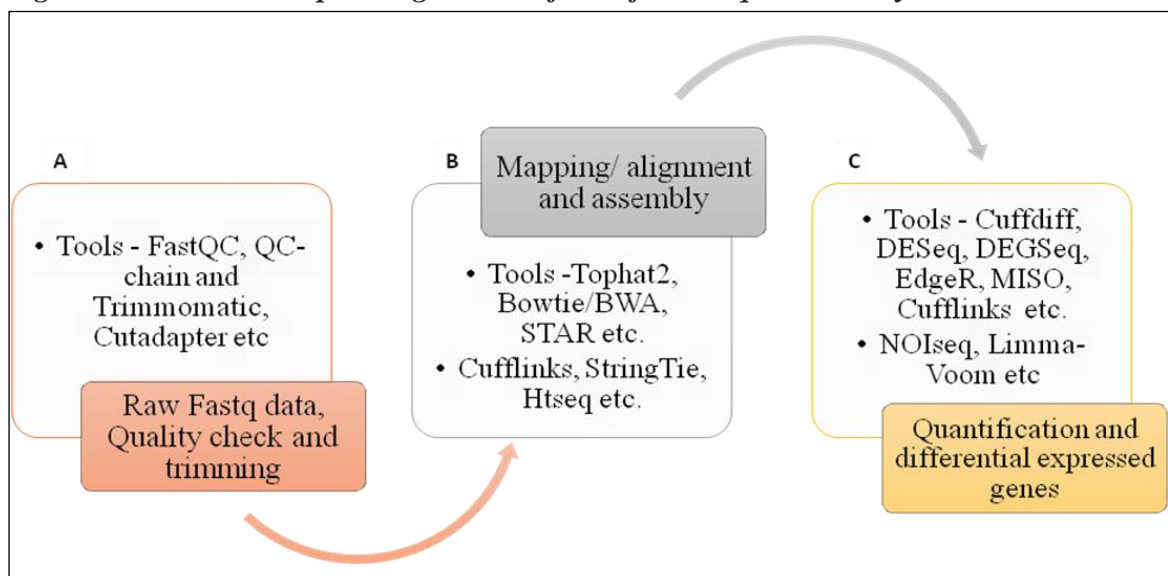 A
• Tools - FastQC, QC-
chain and
Trimmomatic,
Cutadapter etc
Raw Fastq data,
Quality check and
trimming
B
Mapping/ alignment
and assembly
• Tools -Tophat2,
Bowtie/BWA,
STAR etc.
• Cufflinks, StringTie,
Htseq etc.
C
• Tools - Cuffdiff,
DESeq, DEGSeq,
EdgeR, MISO,
Cufflinks etc.
• NOIseq, Limma-
Voom etc
Quantification and
differential expressed
genes